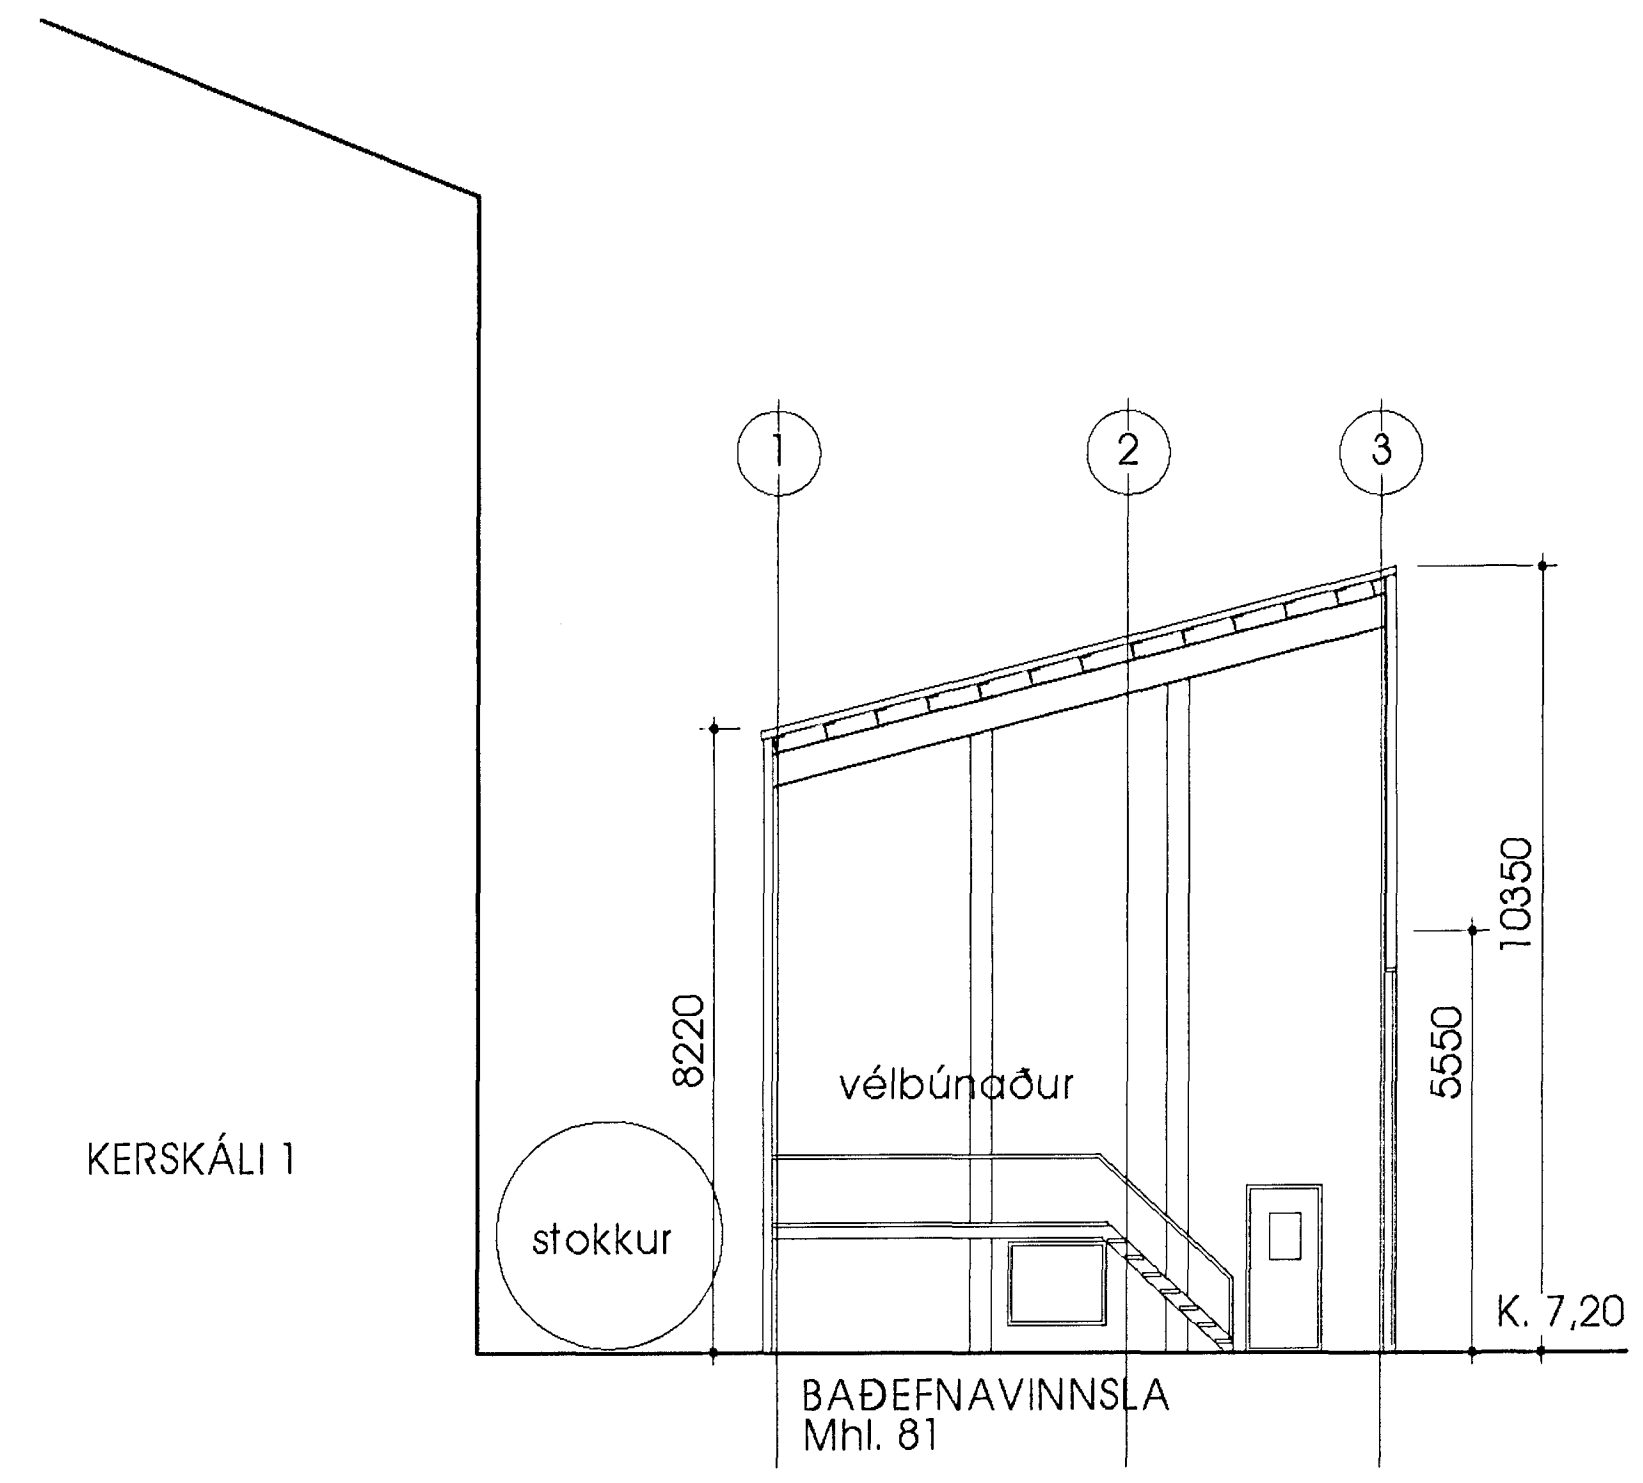 1
2
3
10350
8220
5550
vélbúnaður
KERSKÁLI 1
stokkur
K. 7,20
BAÐEFNAVINNSLA
Mhl. 81